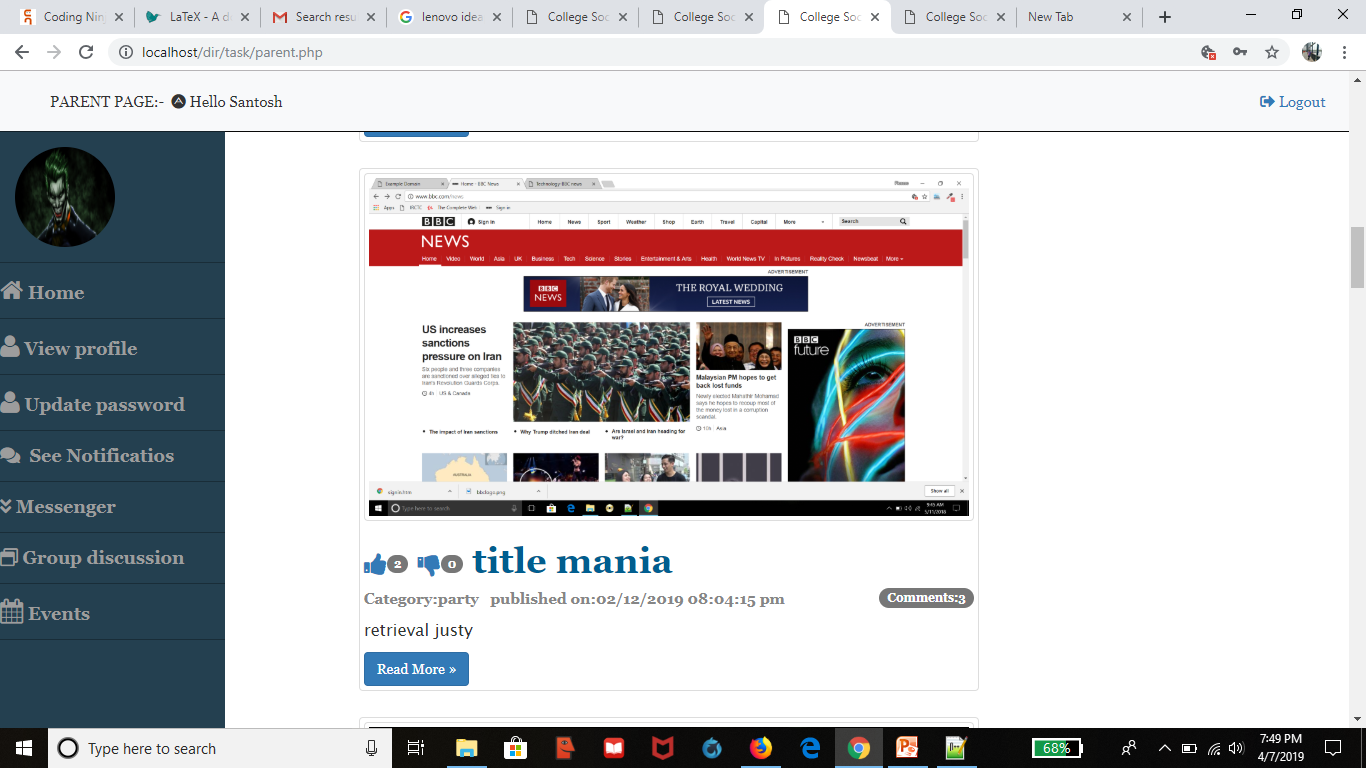 Coding Ninj
LaTeX - A d
Search resu
lenovo idea
College Soc
College Soc
College Soc
College Soc
New Tab
localhost/dir/task/parent.php
PARENT PAGE:- Hello Santosh
Logout
Home
View profile
Update password
See Notificatios
Messenger
Group discussion
Events
Example Domain
Home - BBC News
Technology - BBC News
www.bbc.com/news
Apps
IRCTC
The Complete Web
Sign in
BBC
Sign in
Home News Sport Weather Shop Earth Travel Capital More
Search
NEWS
Home Video World Asia UK Business Tech Science Stories Entertainment & Arts Health World News TV In Pictures Reality Check Newsbeat More
ADVERTISEMENT
BBC
NEWS
THE ROYAL WEDDING
LATEST NEWS
US increases
sanctions
pressure on Iran
Six people and three companies
are sanctioned over alleged ties to
Iran's Revolution Guards Corps.
US & Canada
The impact of Iran sanctions
Why Trump ditched Iran deal
Are Israel and Iran heading for
war?
Malaysian PM hopes to get
back lost funds
Newly elected Mahathir Mohamad
says he hopes to recoup most of
the money lost in a corruption
scandal.
Asia
ADVERTISEMENT
BBC
future
AUSTRALIA
Show all
Type here to search
9:45 AM
5/11/2018
2 0 title mania
Category:party published on:02/12/2019 08:04:15 pm
Comments:3
retrieval justy
Read More »
Type here to search
68%
7:49 PM
4/7/2019